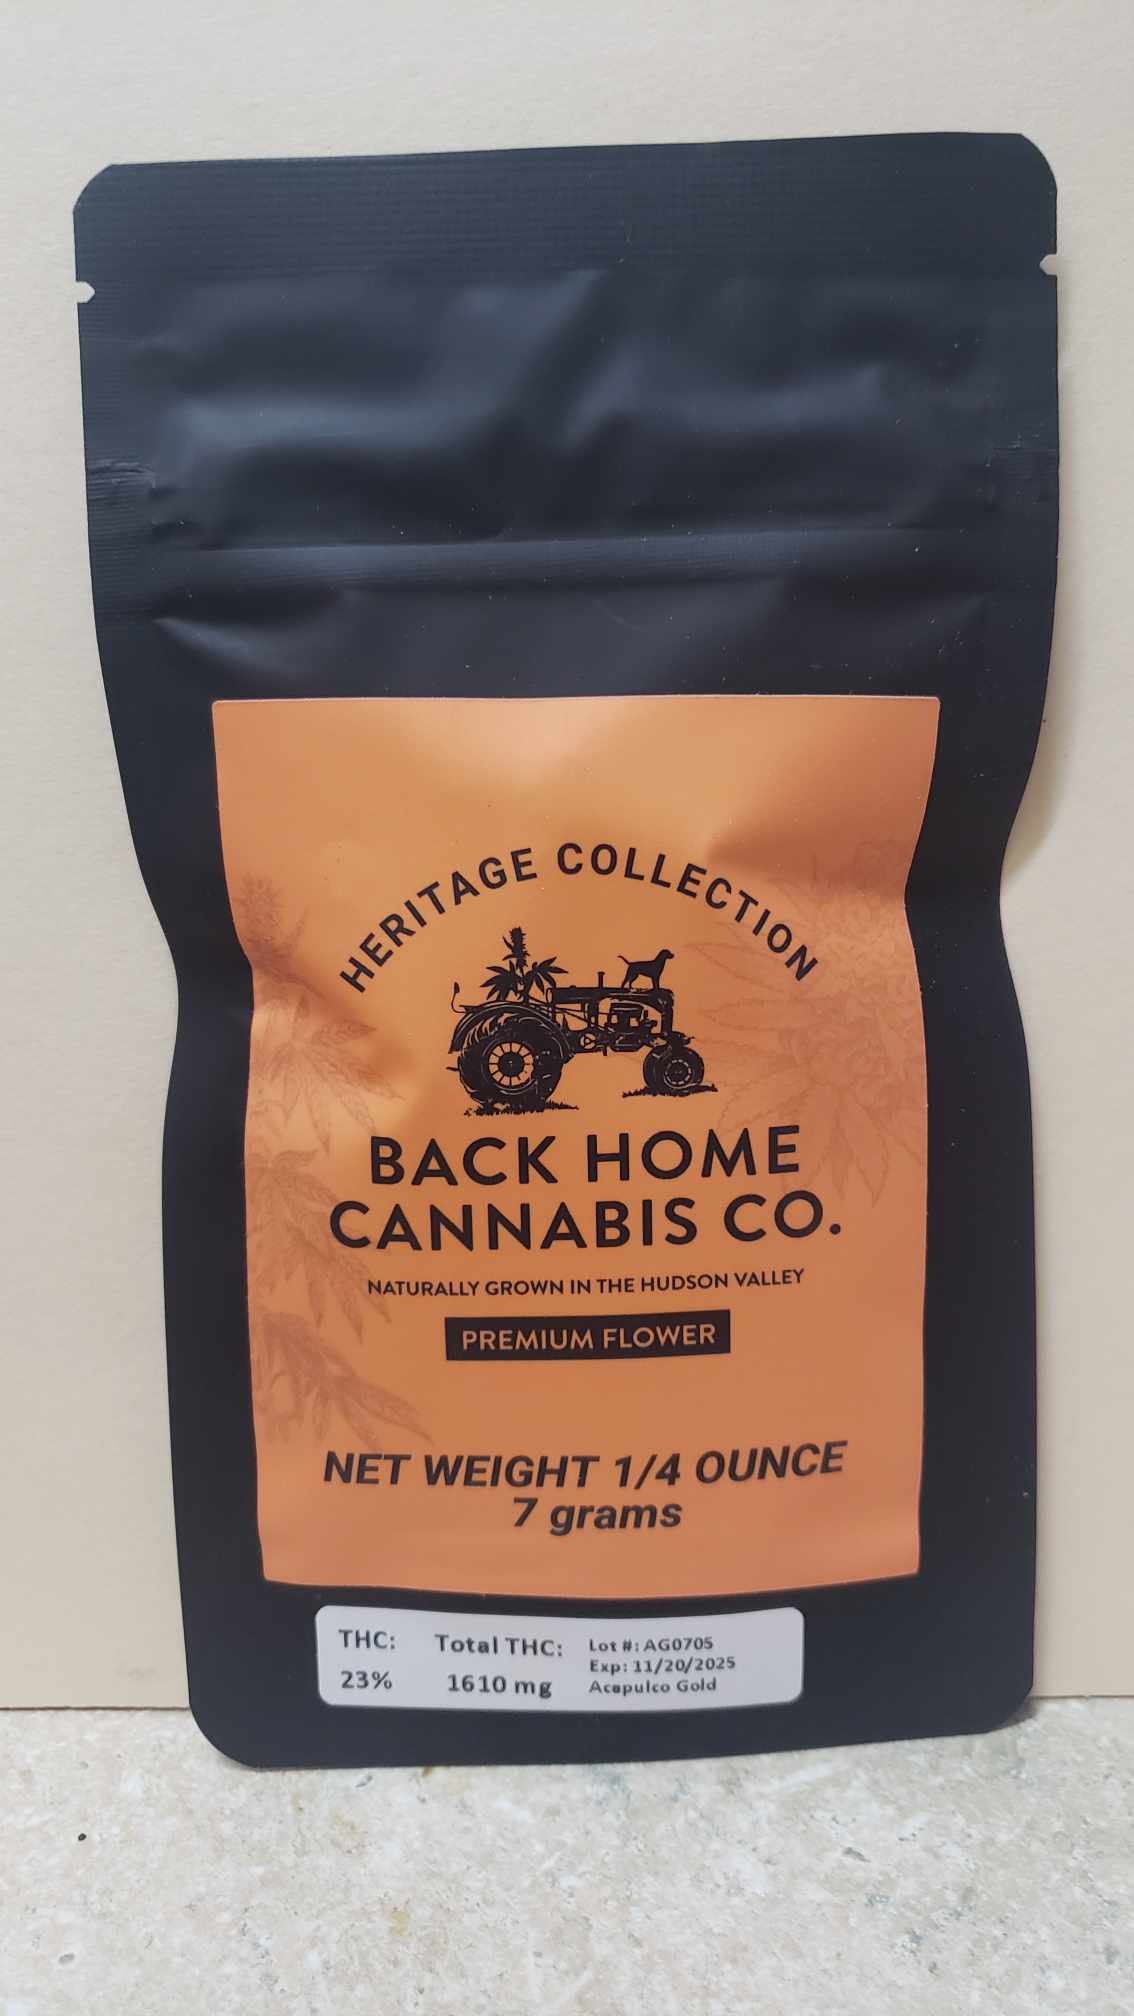 HERITAGE COLLECTION
BACK HOME
CANNABIS CO.
NATURALLY GROWN IN THE HUDSON VALLEY
PREMIUM FLOWER
NET WEIGHT 1/4 OUNCE
7 grams
THC:
23%
Total THC:
1610 mg
Lot #: AG0705
Exp: 11/20/2025
Acapulco Gold